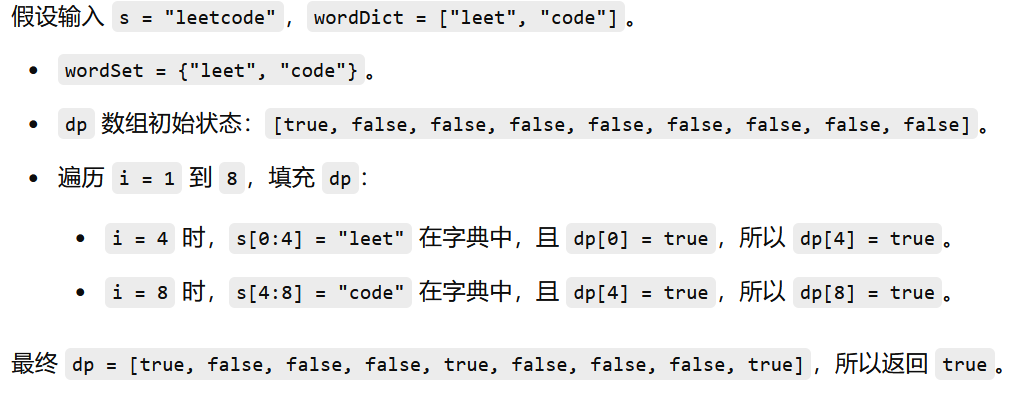 假设输入 s = "leetcode", wordDict = ["leet", "code"]。
• wordSet = {"leet", "code"}。
• dp 数组初始状态：[true, false, false, false, false, false, false, false, false]。
• 遍历 i = 1 到 8，填充 dp：
• i = 4 时，s[0:4] = "leet" 在字典中，且 dp[0] = true，所以 dp[4] = true。
• i = 8 时，s[4:8] = "code" 在字典中，且 dp[4] = true，所以 dp[8] = true。
最终 dp = [true, false, false, false, true, false, false, false, true]，所以返回 true。